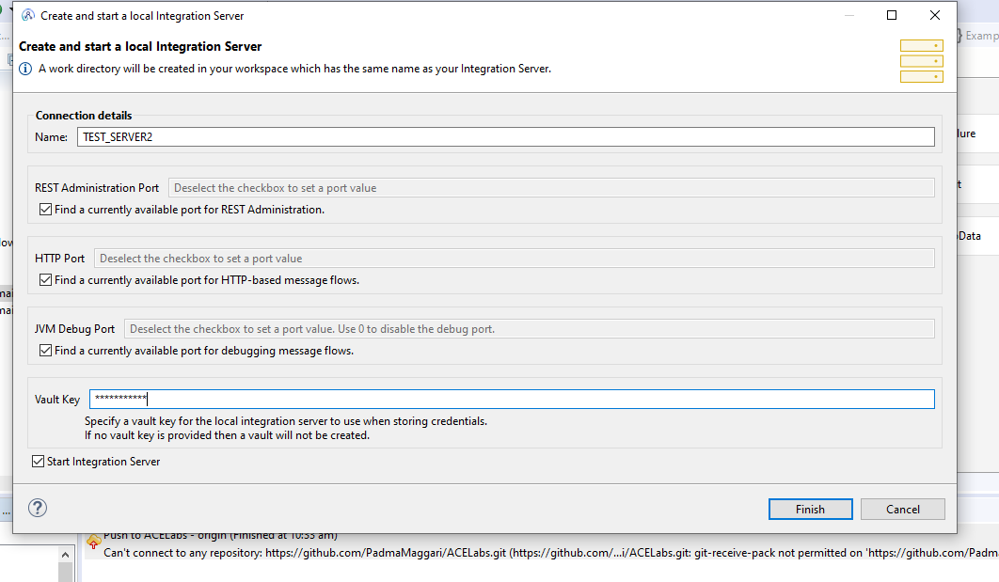 Create and start a local Integration Server
Create and start a local Integration Server
A work directory will be created in your workspace which has the same name as your Integration Server.
Examp
Connection details
Name: TEST_SERVER2
lure
REST Administration Port Deselect the checkbox to set a port value
t
Find a currently available port for REST Administration.
Data
low
HTTP Port Deselect the checkbox to set a port value
Find a currently available port for HTTP-based message flows.
mai
mai
JVM Debug Port Deselect the checkbox to set a port value. Use 0 to disable the debug port.
Find a currently available port for debugging message flows.
Vault Key ***********
Specify a vault key for the local integration server to use when storing credentials.
If no vault key is provided then a vault will not be created.
Start Integration Server
? Finish Cancel
...
Push to ACELabs - origin (Finished at 10:33 am)
Can't connect to any repository: https://github.com/PadmaMaggari/ACELabs.git (https://github.com/...i/ACELabs.git: git-receive-pack not permitted on 'https://github.com/Padma